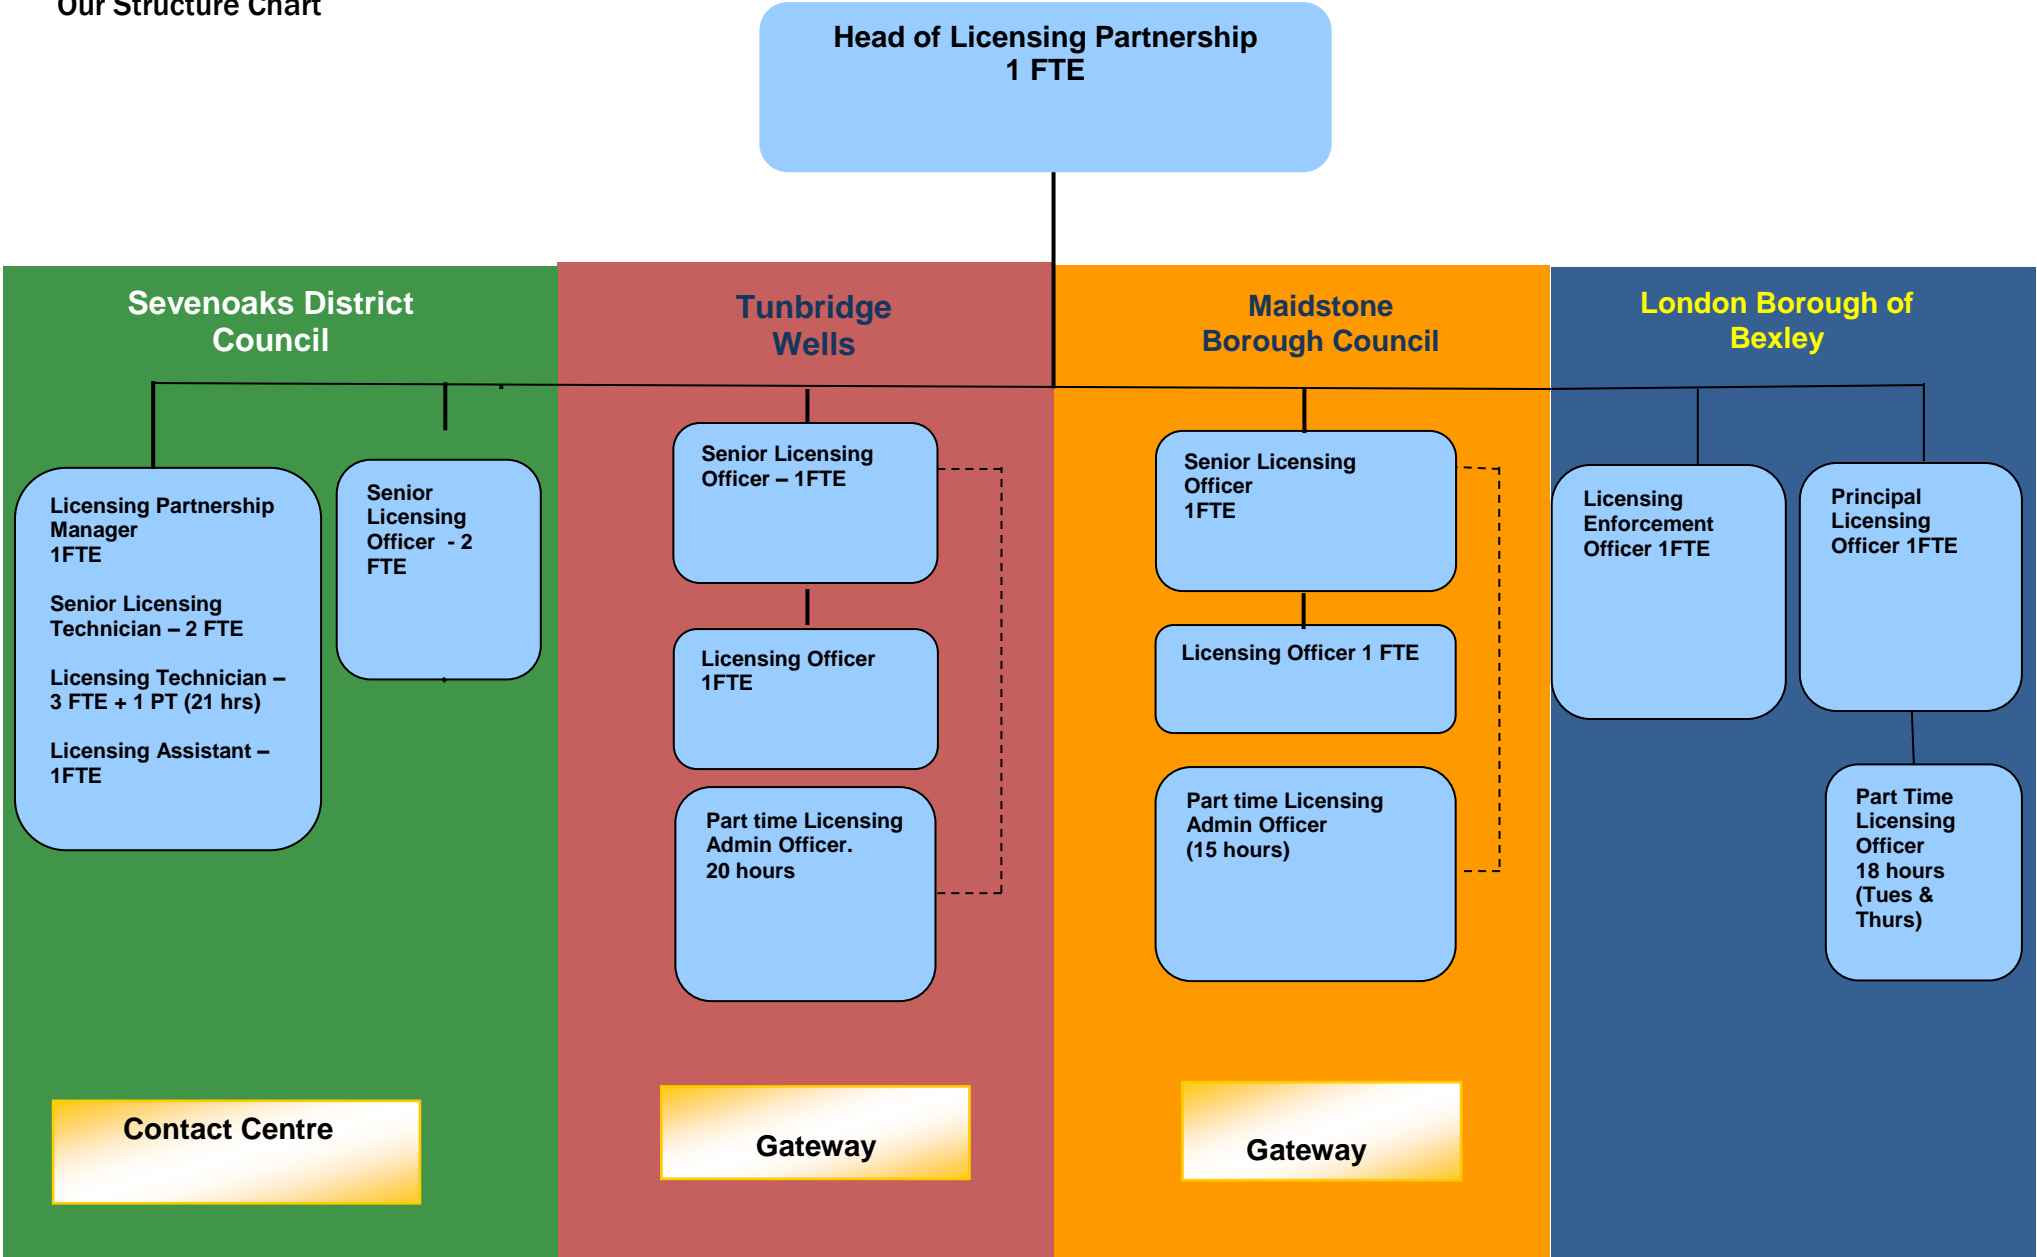 Our Structure Chart
Head of Licensing Partnership
1 FTE
Sevenoaks District
Council
Licensing Partnership
Manager
1FTE
Senior Licensing
Technician – 2 FTE
Licensing Technician –
3 FTE + 1 PT (21 hrs)
Licensing Assistant –
1FTE
Senior
Licensing
Officer - 2
FTE
Contact Centre
Tunbridge
Wells
Senior Licensing
Officer – 1FTE
Licensing Officer
1FTE
Part time Licensing
Admin Officer.
20 hours
Gateway
Maidstone
Borough Council
Senior Licensing
Officer
1FTE
Licensing Officer 1 FTE
Part time Licensing
Admin Officer
(15 hours)
Gateway
London Borough of
Bexley
Licensing
Enforcement
Officer 1FTE
Principal
Licensing
Officer 1FTE
Part Time
Licensing
Officer
18 hours
(Tues &
Thurs)